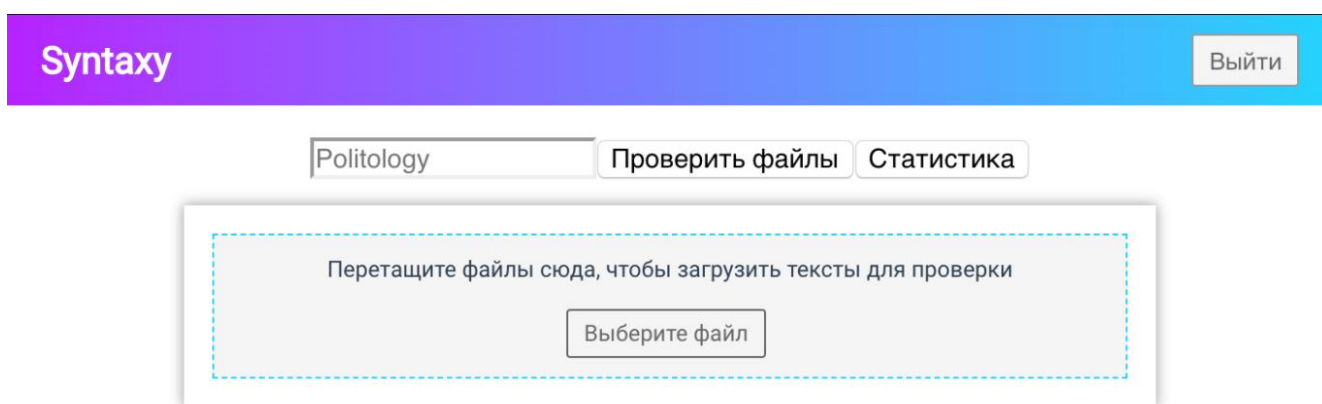 Syntaxy Выйти
Politology Проверить файлы Статистика
Перетащите файлы сюда, чтобы загрузить тексты для проверки
Выберите файл